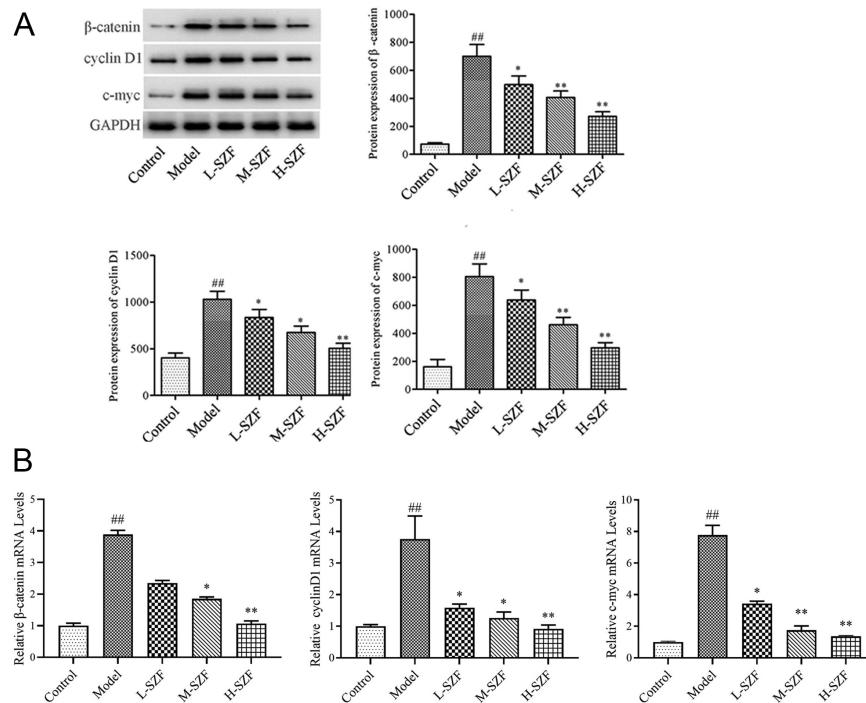 A
β-catenin
cyclin D1
c-myc
GAPDH
Control Model L-SZF M-SZF H-SZF
Protein expression of β -catenin
800
600
400
200
0
##
*
**
**
Control Model L-SZF M-SZF H-SZF
Protein expression of cyclin D1
1500
1000
500
0
##
*
*
**
Control Model L-SZF M-SZF H-SZF
Protein expression of c-myc
1000
800
600
400
200
0
##
*
**
**
Control Model L-SZF M-SZF H-SZF
B
Relative β-catenin mRNA Levels
5
4
3
2
1
0
##
*
**
Control Model L-SZF M-SZF H-SZF
Relative cyclinD1 mRNA Levels
5
4
3
2
1
0
##
*
*
**
Control Model L-SZF M-SZF H-SZF
Relative c-myc mRNA Levels
10
8
6
4
2
0
##
*
**
**
Control Model L-SZF M-SZF H-SZF